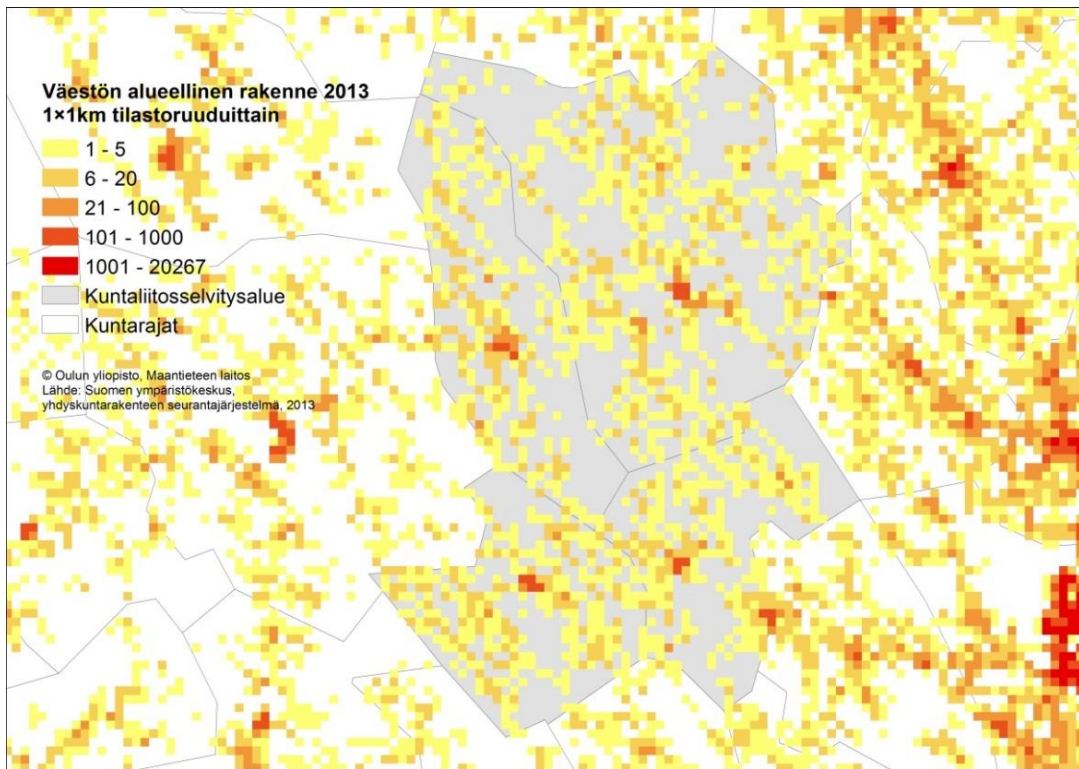 Väestön alueellinen rakenne 2013
1×1km tilastoruuduittain
1 - 5
6 - 20
21 - 100
101 - 1000
1001 - 20267
Kuntaliitosselvitysalue
Kuntarajat
© Oulun yliopisto, Maantieteen laitos
Lähde: Suomen ympäristökeskus,
yhdyskuntarakenteen seurantajärjestelmä, 2013